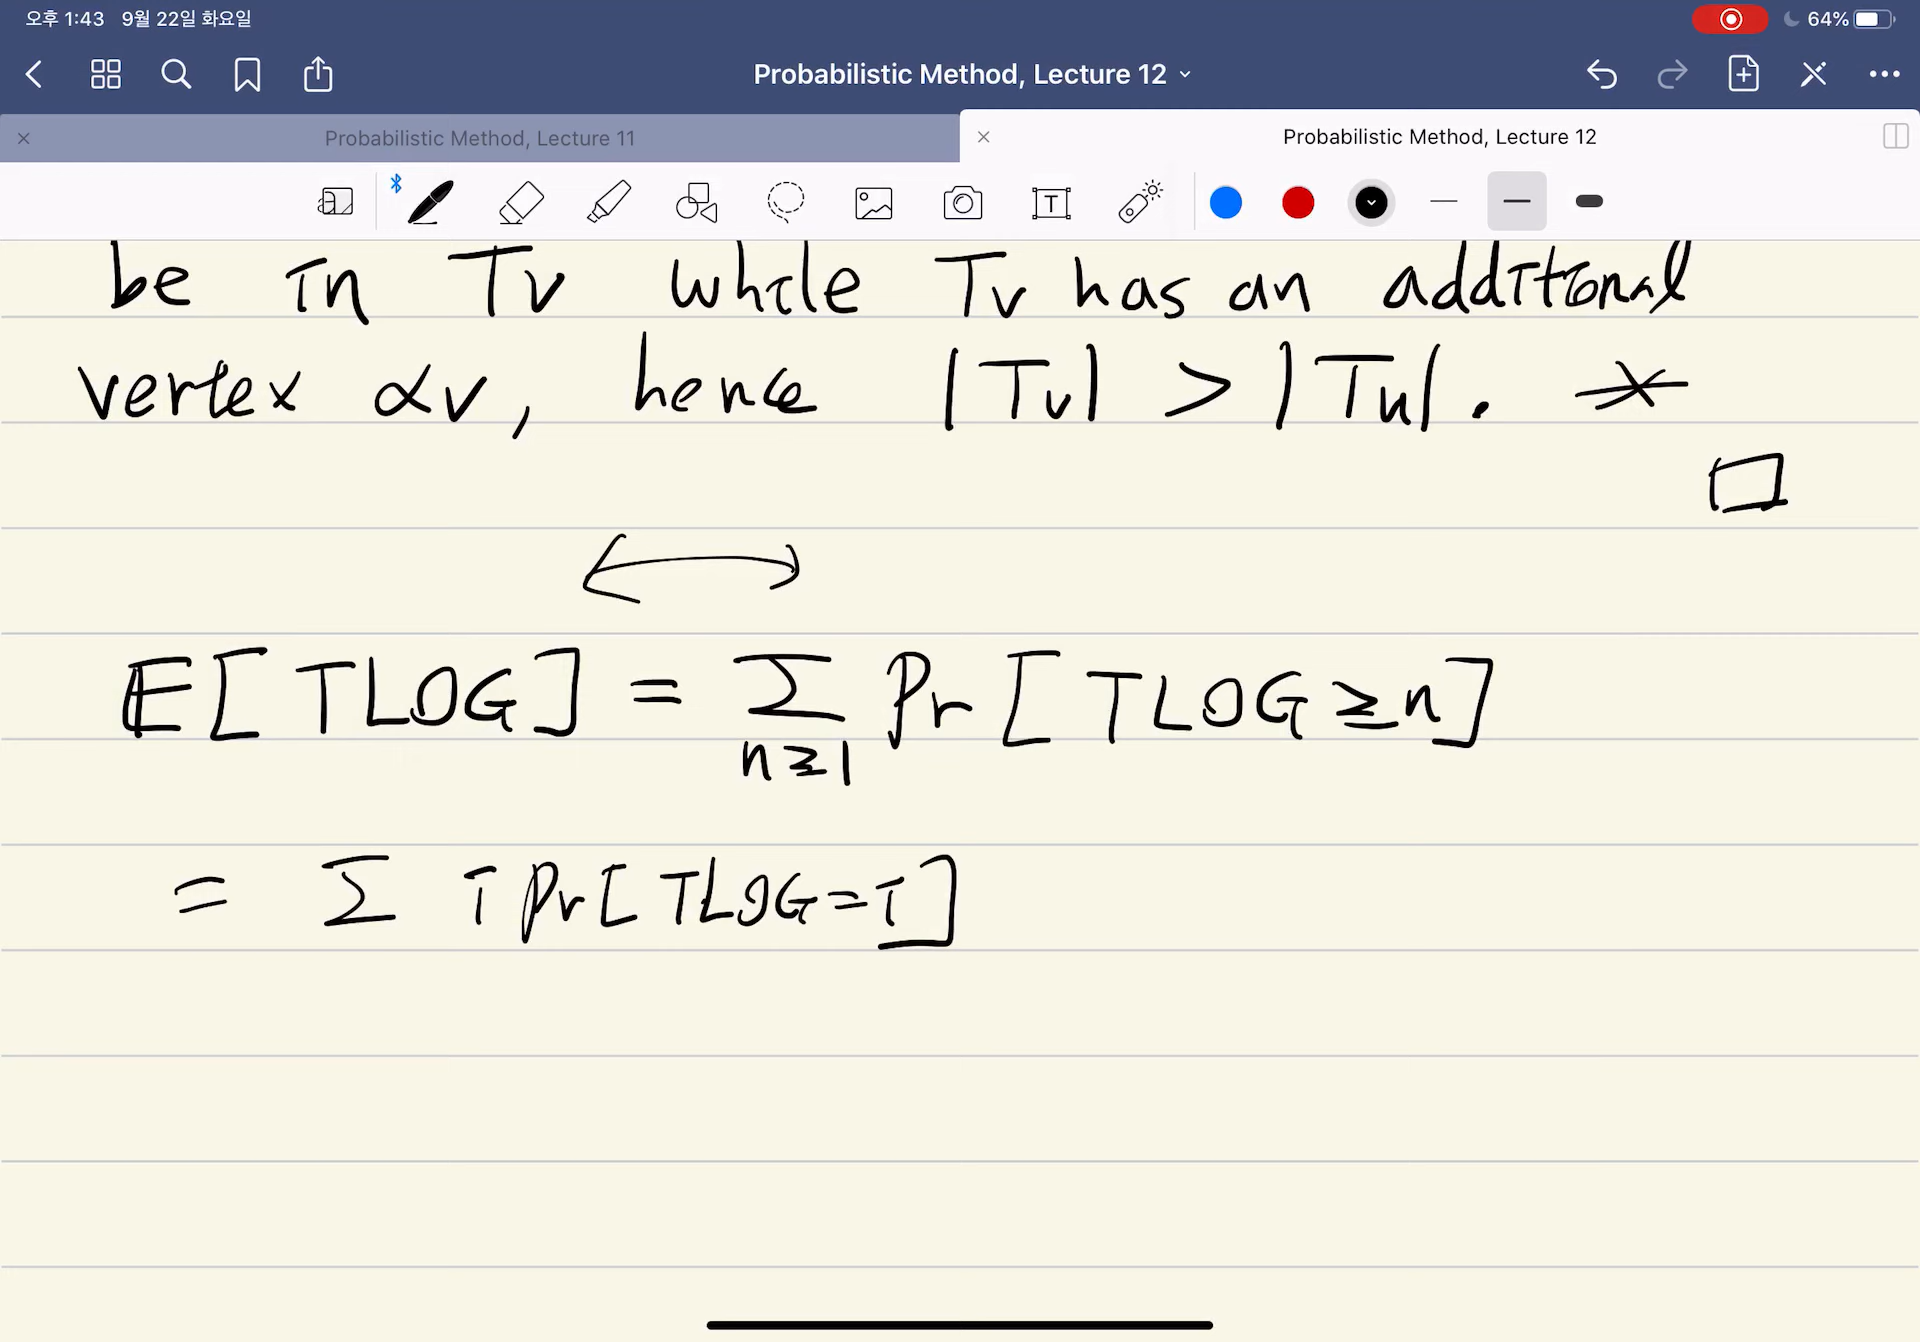 오후 1:43 9월 22일 화요일
64%
Probabilistic Method, Lecture 12
Probabilistic Method, Lecture 11
Probabilistic Method, Lecture 12
be in Tv while Tv has an additional
vertex αv, hence |Tv| > |Tu|. ※
□
E[TLOG] = Σ Pr[TLOG ≥ n]
n≥1
= Σ i Pr[TLOG = i]